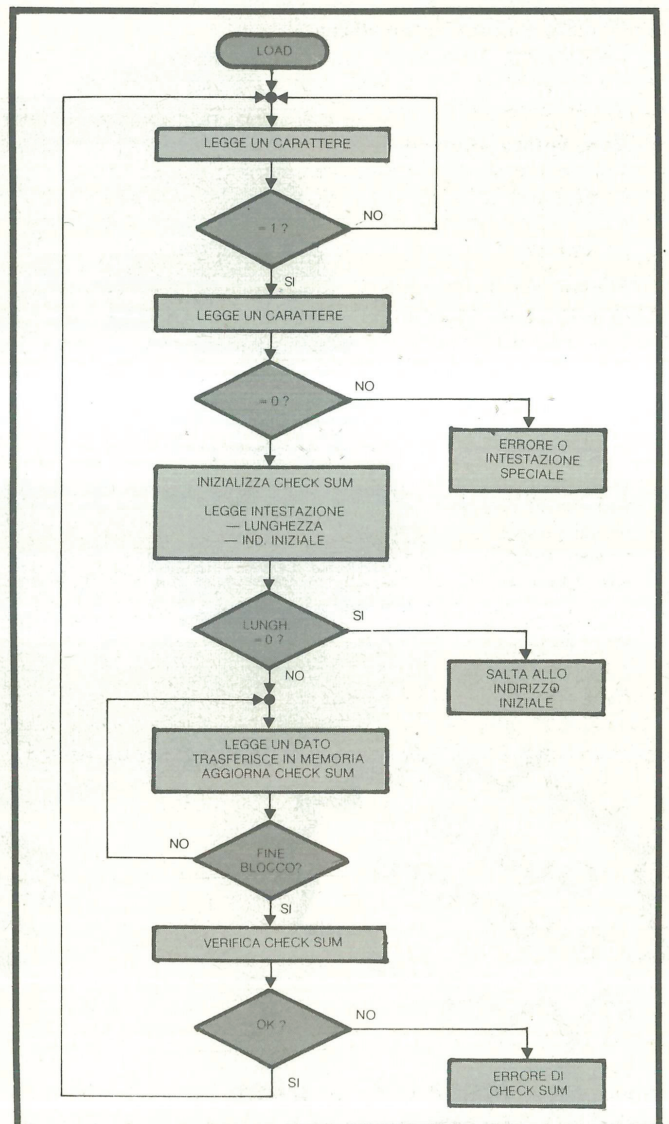 LOAD
LEGGE UN CARATTERE
= 1 ?
NO
SI
LEGGE UN CARATTERE
= 0 ?
NO
ERRORE O
INTESTAZIONE
SPECIALE
INIZIALIZZA CHECK SUM
LEGGE INTESTAZIONE
— LUNGHEZZA
— IND. INIZIALE
LUNGH.
= 0 ?
SI
NO
SALTA ALLO
INDIRIZZO
INIZIALE
LEGGE UN DATO
TRASFERISCE IN MEMORIA
AGGIORNA CHECK SUM
NO
FINE
BLOCCO?
SI
VERIFICA CHECK SUM
OK ?
NO
SI
ERRORE DI
CHECK SUM